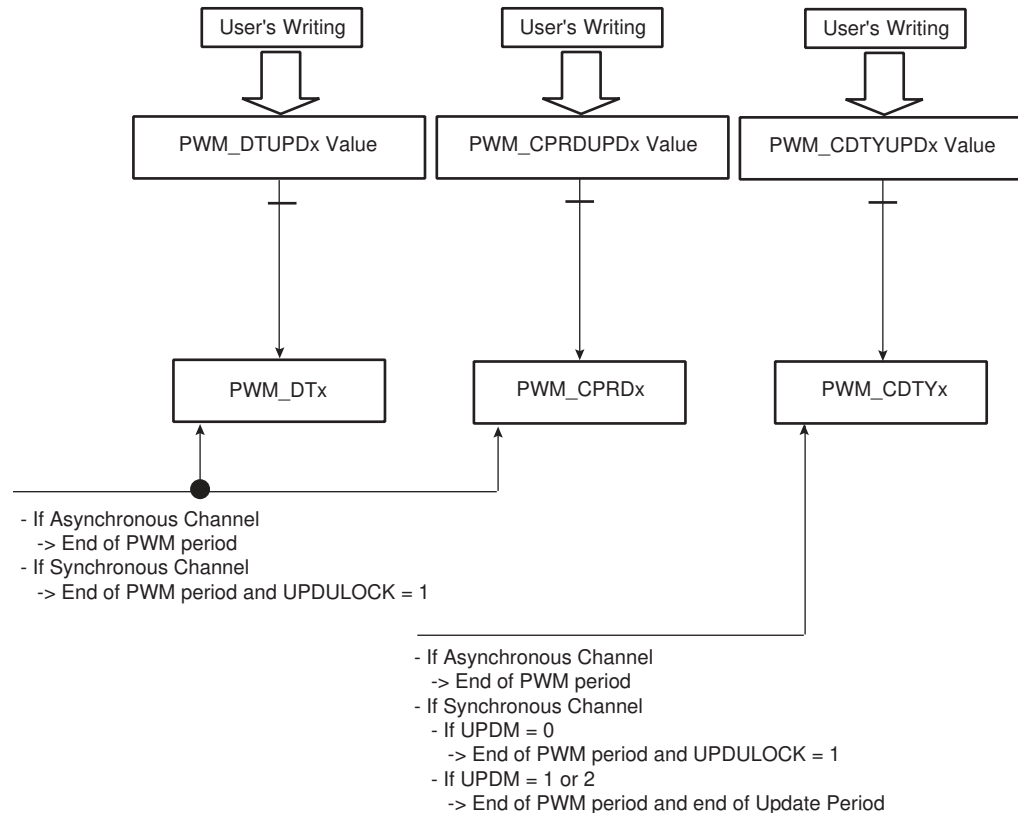 User's Writing
User's Writing
User's Writing
PWM_DTUPDx Value
PWM_CPRDUPDx Value
PWM_CDTYUPDx Value
PWM_DTx
PWM_CPRDx
PWM_CDTYx
- If Asynchronous Channel
-> End of PWM period
- If Synchronous Channel
-> End of PWM period and UPDULOCK = 1
- If Asynchronous Channel
-> End of PWM period
- If Synchronous Channel
- If UPDM = 0
-> End of PWM period and UPDULOCK = 1
- If UPDM = 1 or 2
-> End of PWM period and end of Update Period